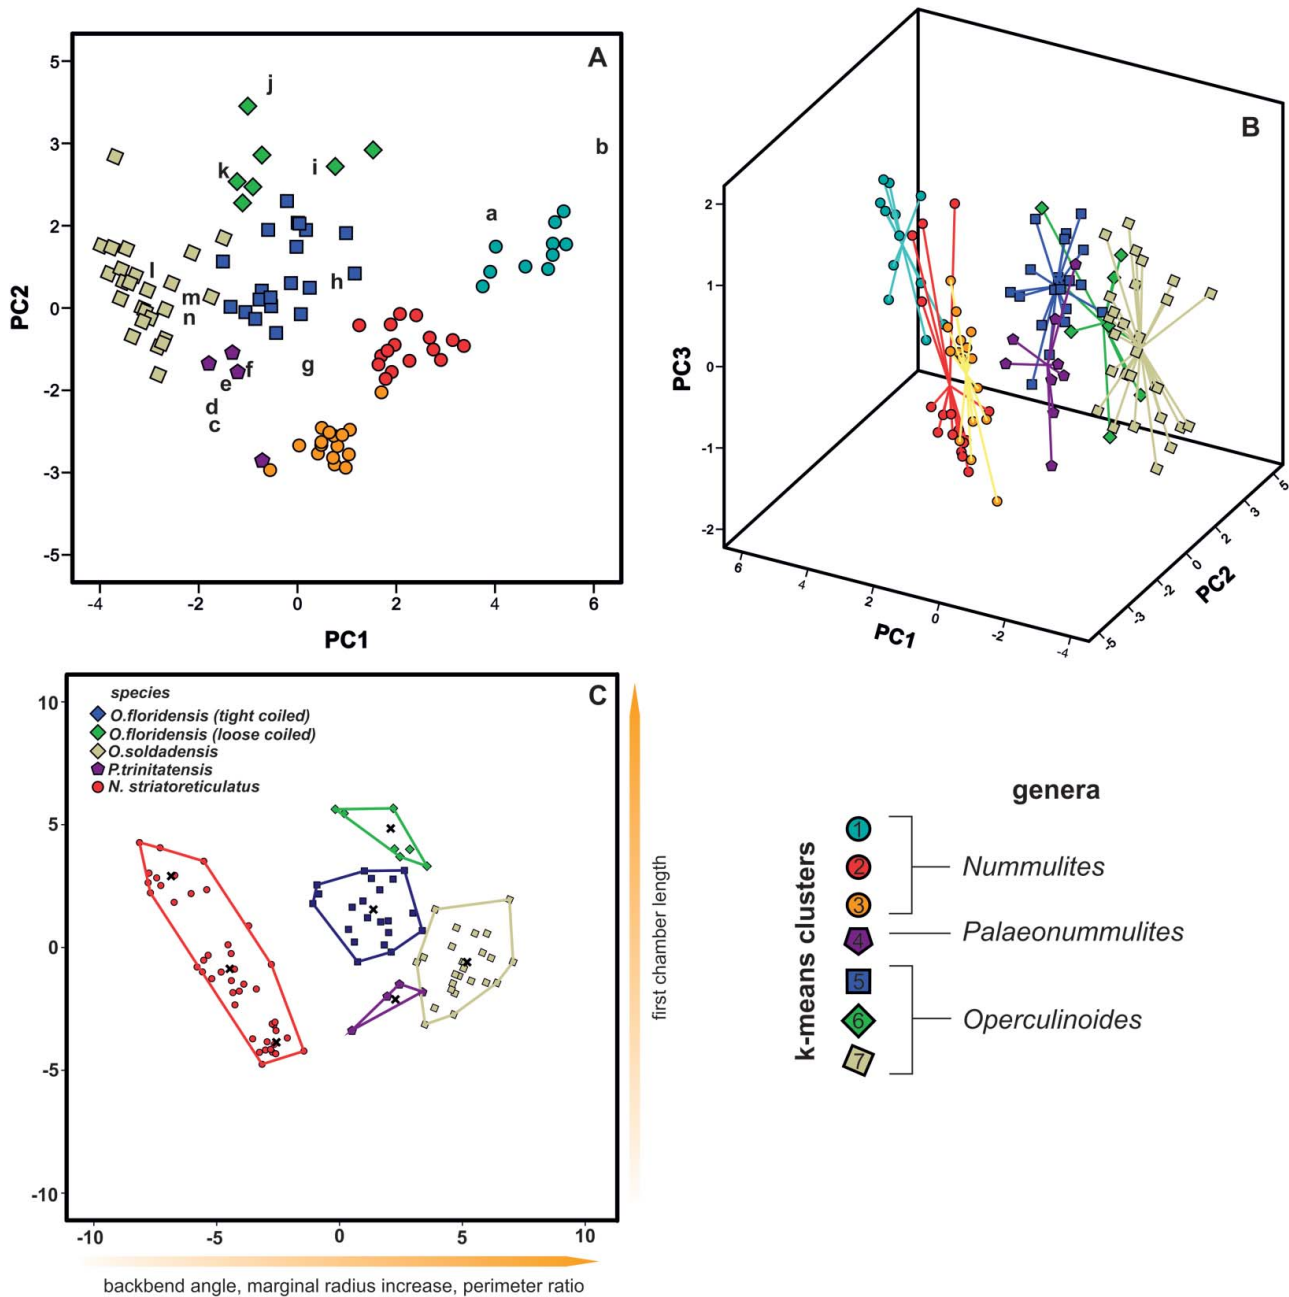 A
5
3
2
0
-2
-3
-5
PC2
-4
-2
0
2
4
6
PC1
j
b
k
i
a
l
h
m
n
g
f
e
d
c
B
PC3
2
1
0
-1
-2
6
4
2
0
-2
-4
PC1
-5
-3
-2
0
2
3
5
PC2
C
species
O.floridensis (tight coiled)
O.floridensis (loose coiled)
O.soldadensis
P.trinitatensis
N. striatoreticulatus
10
5
0
-5
-10
-10
-5
0
5
10
backbend angle, marginal radius increase, perimeter ratio
first chamber length
genera
k-means clusters
1
2
3
4
5
6
7
Nummulites
Palaeonummulites
Operculinoides